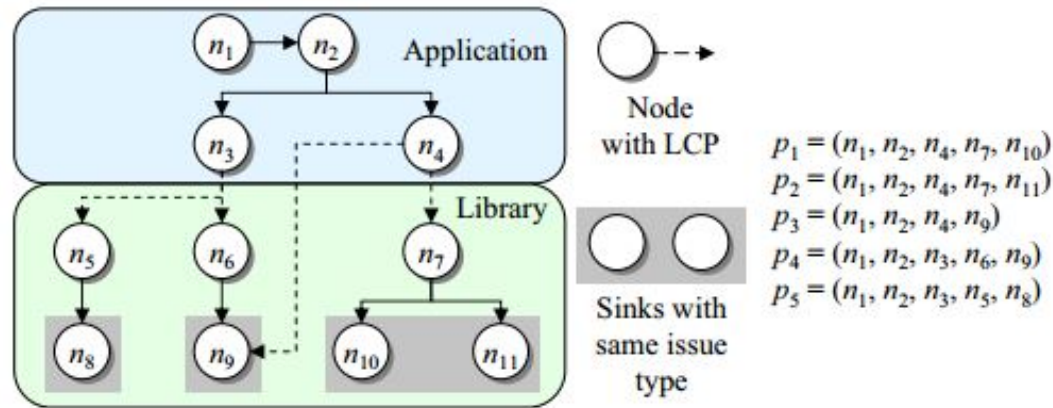 n₁ n₂
Application
n₃ n₄
Library
n₅ n₆ n₇
n₈ n₉ n₁₀ n₁₁
Node
with LCP
Sinks with
same issue
type
p₁ = (n₁, n₂, n₄, n₇, n₁₀)
p₂ = (n₁, n₂, n₄, n₇, n₁₁)
p₃ = (n₁, n₂, n₄, n₉)
p₄ = (n₁, n₂, n₃, n₆, n₉)
p₅ = (n₁, n₂, n₃, n₅, n₈)